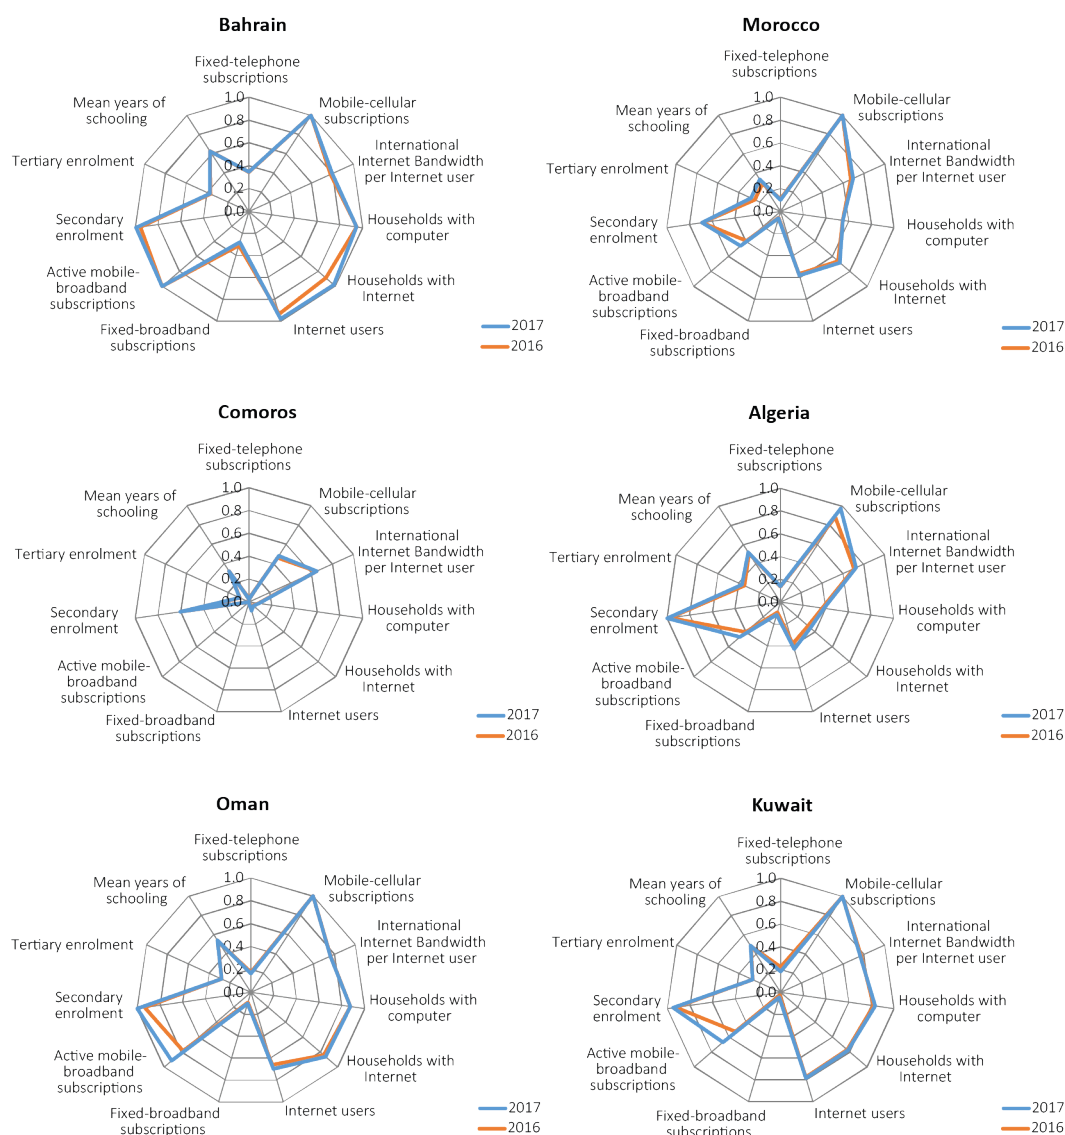 Bahrain
Fixed-telephone
subscriptions
Mobile-cellular
subscriptions
International
Internet Bandwidth
per Internet user
Households with
computer
Households with
Internet
Internet users
Fixed-broadband
subscriptions
Active mobile-
broadband
subscriptions
Secondary
enrolment
Tertiary enrolment
Mean years of
schooling
1.0
0.8
0.6
0.4
0.2
0.0
2017
2016
Morocco
Fixed-telephone
subscriptions
Mobile-cellular
subscriptions
International
Internet Bandwidth
per Internet user
Households with
computer
Households with
Internet
Internet users
Fixed-broadband
subscriptions
Active mobile-
broadband
subscriptions
Secondary
enrolment
Tertiary enrolment
Mean years of
schooling
1.0
0.8
0.6
0.4
0.2
0.0
2017
2016
Comoros
Fixed-telephone
subscriptions
Mobile-cellular
subscriptions
International
Internet Bandwidth
per Internet user
Households with
computer
Households with
Internet
Internet users
Fixed-broadband
subscriptions
Active mobile-
broadband
subscriptions
Secondary
enrolment
Tertiary enrolment
Mean years of
schooling
1.0
0.8
0.6
0.4
0.2
0.0
2017
2016
Algeria
Fixed-telephone
subscriptions
Mobile-cellular
subscriptions
International
Internet Bandwidth
per Internet user
Households with
computer
Households with
Internet
Internet users
Fixed-broadband
subscriptions
Active mobile-
broadband
subscriptions
Secondary
enrolment
Tertiary enrolment
Mean years of
schooling
1.0
0.8
0.6
0.4
0.2
0.0
2017
2016
Oman
Fixed-telephone
subscriptions
Mobile-cellular
subscriptions
International
Internet Bandwidth
per Internet user
Households with
computer
Households with
Internet
Internet users
Fixed-broadband
subscriptions
Active mobile-
broadband
subscriptions
Secondary
enrolment
Tertiary enrolment
Mean years of
schooling
1.0
0.8
0.6
0.4
0.2
0.0
2017
2016
Kuwait
Fixed-telephone
subscriptions
Mobile-cellular
subscriptions
International
Internet Bandwidth
per Internet user
Households with
computer
Households with
Internet
Internet users
Fixed-broadband
subscriptions
Active mobile-
broadband
subscriptions
Secondary
enrolment
Tertiary enrolment
Mean years of
schooling
1.0
0.8
0.6
0.4
0.2
0.0
2017
2016